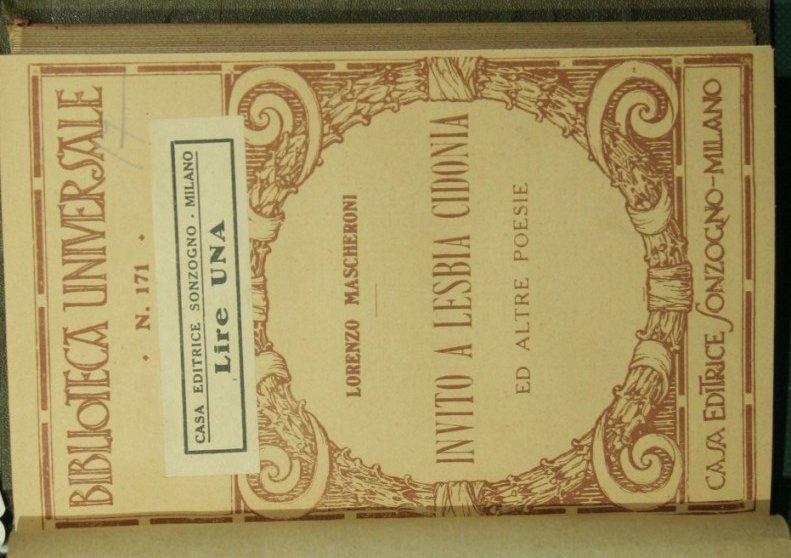 BIBLIOTECA UNIVERSALE
• N. 171 •
CASA EDITRICE SONZOGNO - MILANO
Lire UNA
LORENZO MASCHERONI
INVITO A LESBIA CIDONIA
ED ALTRE POESIE
CASA EDITRICE SONZOGNO-MILANO